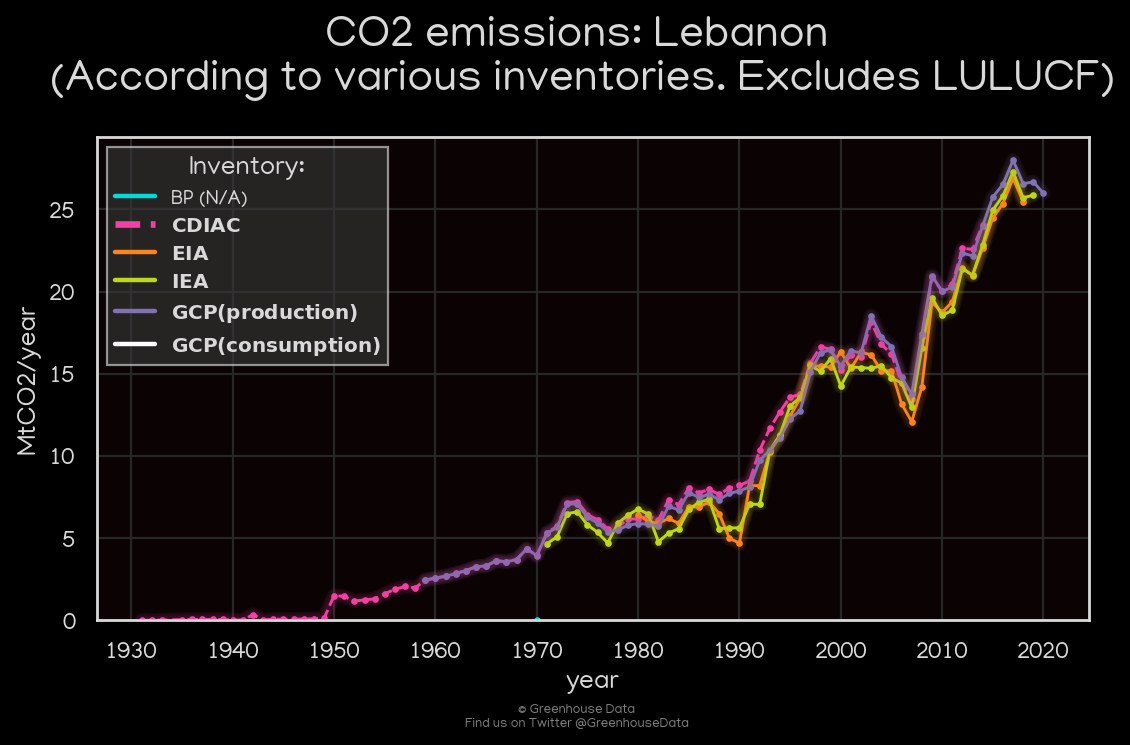 CO2 emissions: Lebanon
(According to various inventories. Excludes LULUCF)
Inventory:
BP (N/A)
CDIAC
EIA
IEA
GCP(production)
GCP(consumption)
MtCO2/year
25
20
15
10
5
0
1930 1940 1950 1960 1970 1980 1990 2000 2010 2020
year
© Greenhouse Data
Find us on Twitter @GreenhouseData